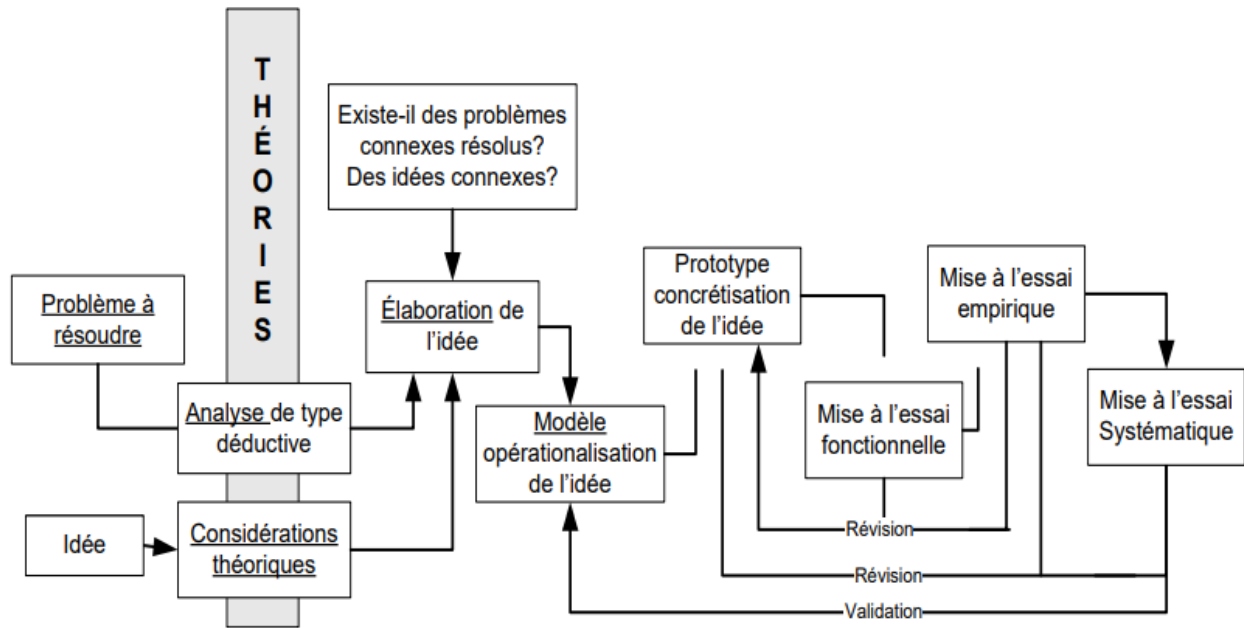 THÉORIES
Existe-il des problèmes
connexes résolus?
Des idées connexes?
Problème à
résoudre
Élaboration de
l’idée
Prototype
concrétisation
de l’idée
Mise à l’essai
empirique
Analyse de type
déductive
Modèle
opérationalisation
de l’idée
Mise à l’essai
fonctionnelle
Mise à l’essai
Systématique
Idée
Considérations
théoriques
Révision
Révision
Validation